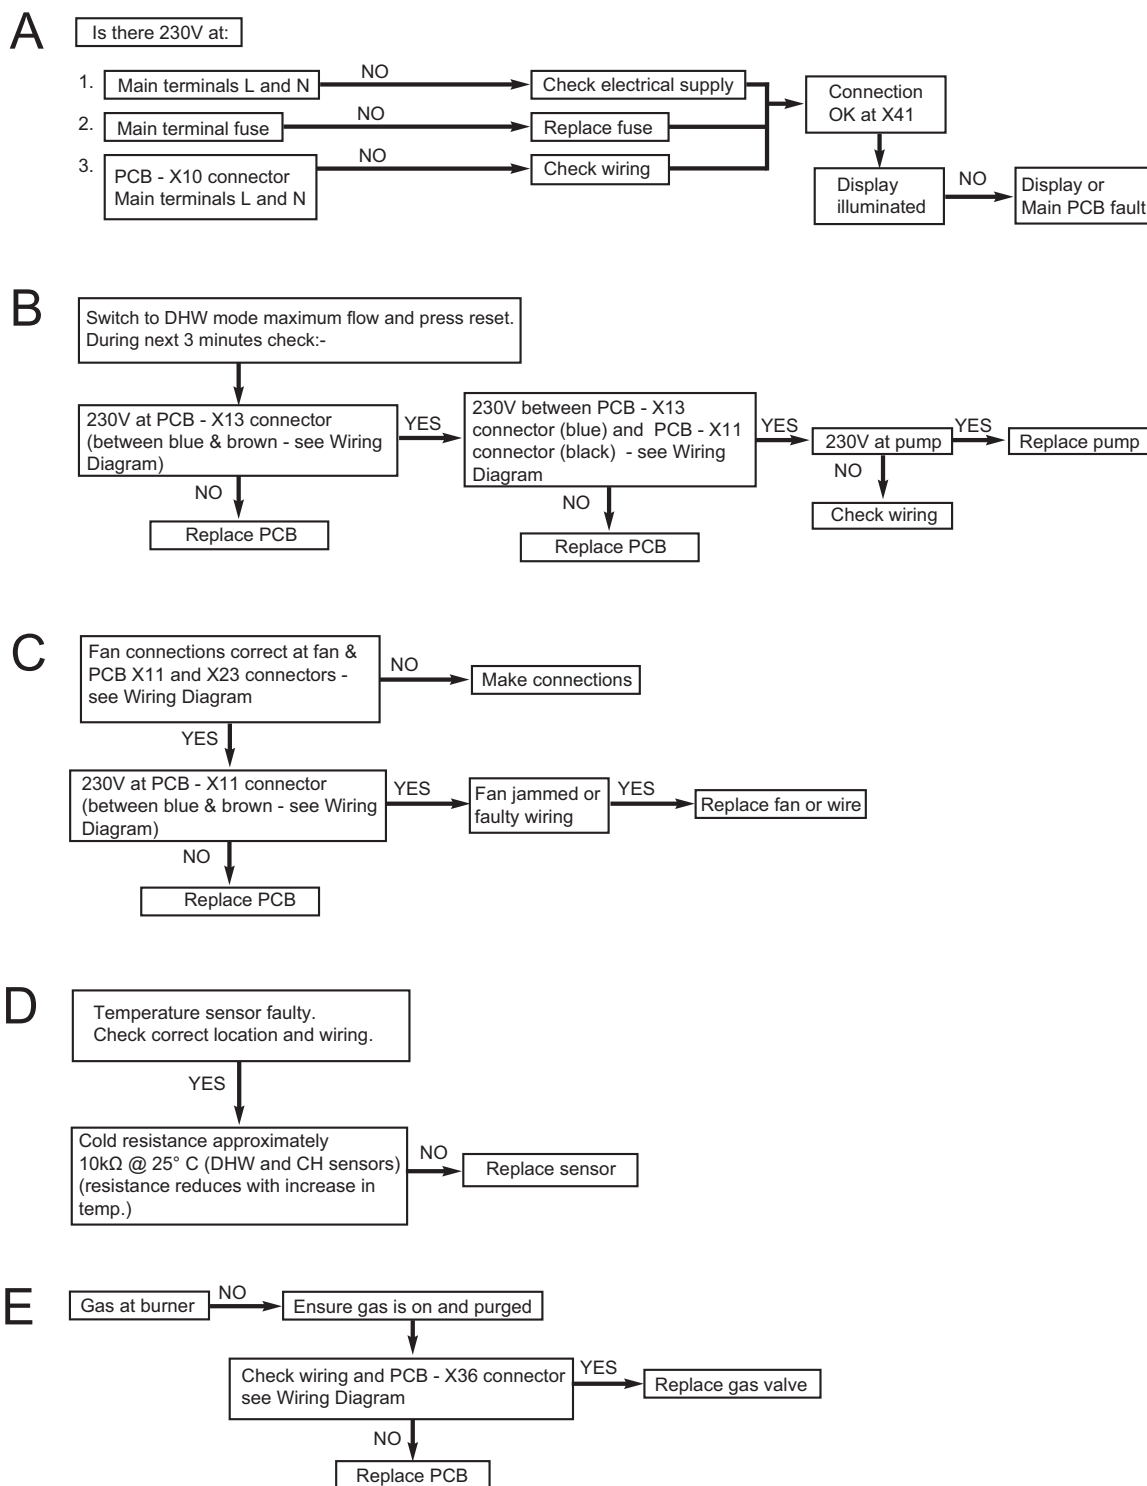 A
Is there 230V at:
1. Main terminals L and N
NO
Check electrical supply
Connection
OK at X41
2. Main terminal fuse
NO
Replace fuse
3. PCB - X10 connector
Main terminals L and N
NO
Check wiring
Display
illuminated
NO
Display or
Main PCB fault
B
Switch to DHW mode maximum flow and press reset.
During next 3 minutes check:-
230V at PCB - X13 connector
(between blue & brown - see Wiring
Diagram)
YES
230V between PCB - X13
connector (blue) and PCB - X11
connector (black) - see Wiring
Diagram
YES
230V at pump
YES
Replace pump
NO
Replace PCB
NO
Replace PCB
NO
Check wiring
C
Fan connections correct at fan &
PCB X11 and X23 connectors -
see Wiring Diagram
NO
Make connections
YES
230V at PCB - X11 connector
(between blue & brown - see Wiring
Diagram)
YES
Fan jammed or
faulty wiring
YES
Replace fan or wire
NO
Replace PCB
D
Temperature sensor faulty.
Check correct location and wiring.
YES
Cold resistance approximately
10kΩ @ 25° C (DHW and CH sensors)
(resistance reduces with increase in
temp.)
NO
Replace sensor
E
Gas at burner
NO
Ensure gas is on and purged
Check wiring and PCB - X36 connector
see Wiring Diagram
YES
Replace gas valve
NO
Replace PCB